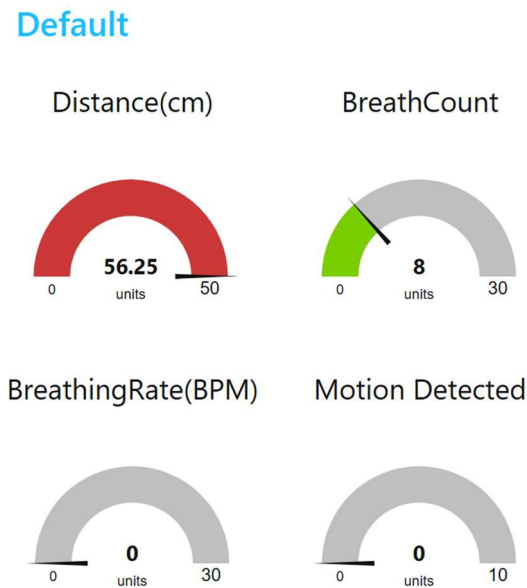 Default
Distance(cm)
BreathCount
56.25
units
0
50
8
units
0
30
BreathingRate(BPM)
Motion Detected
0
units
0
30
0
units
0
10